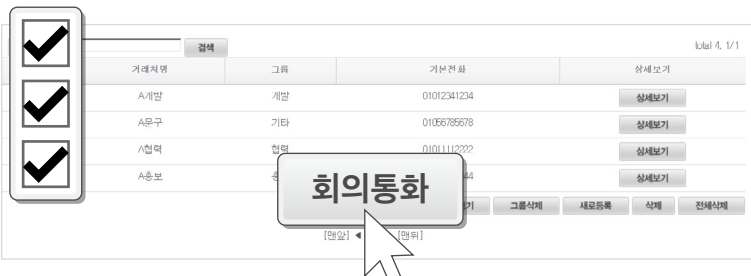 검색
total 4, 1/1
거래처명 그룹 기본전화 상세보기
A개발 개발 01012341234 상세보기
A문구 기타 01056785678 상세보기
A협력 협력 01011112222 상세보기
A홍보 44 상세보기
회의통화
그룹삭제 새로등록 삭제 전체삭제
[맨앞] ◀ [맨뒤]